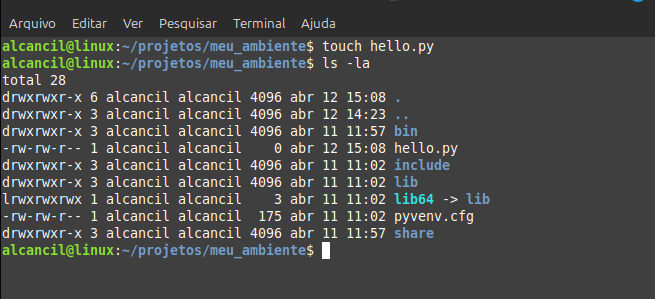 Arquivo Editar Ver Pesquisar Terminal Ajuda
alcancil@linux:~/projetos/meu_ambiente$ touch hello.py
alcancil@linux:~/projetos/meu_ambiente$ ls -la
total 28
drwxrwxr-x 6 alcancil alcancil 4096 abr 12 15:08 .
drwxrwxr-x 3 alcancil alcancil 4096 abr 12 14:23 ..
drwxrwxr-x 3 alcancil alcancil 4096 abr 11 11:57 bin
-rw-rw-r-- 1 alcancil alcancil    0 abr 12 15:08 hello.py
drwxrwxr-x 3 alcancil alcancil 4096 abr 11 11:02 include
drwxrwxr-x 3 alcancil alcancil 4096 abr 11 11:02 lib
lrwxrwxrwx 1 alcancil alcancil    3 abr 11 11:02 lib64 -> lib
-rw-rw-r-- 1 alcancil alcancil  175 abr 11 11:02 pyvenv.cfg
drwxrwxr-x 3 alcancil alcancil 4096 abr 11 11:57 share
alcancil@linux:~/projetos/meu_ambiente$